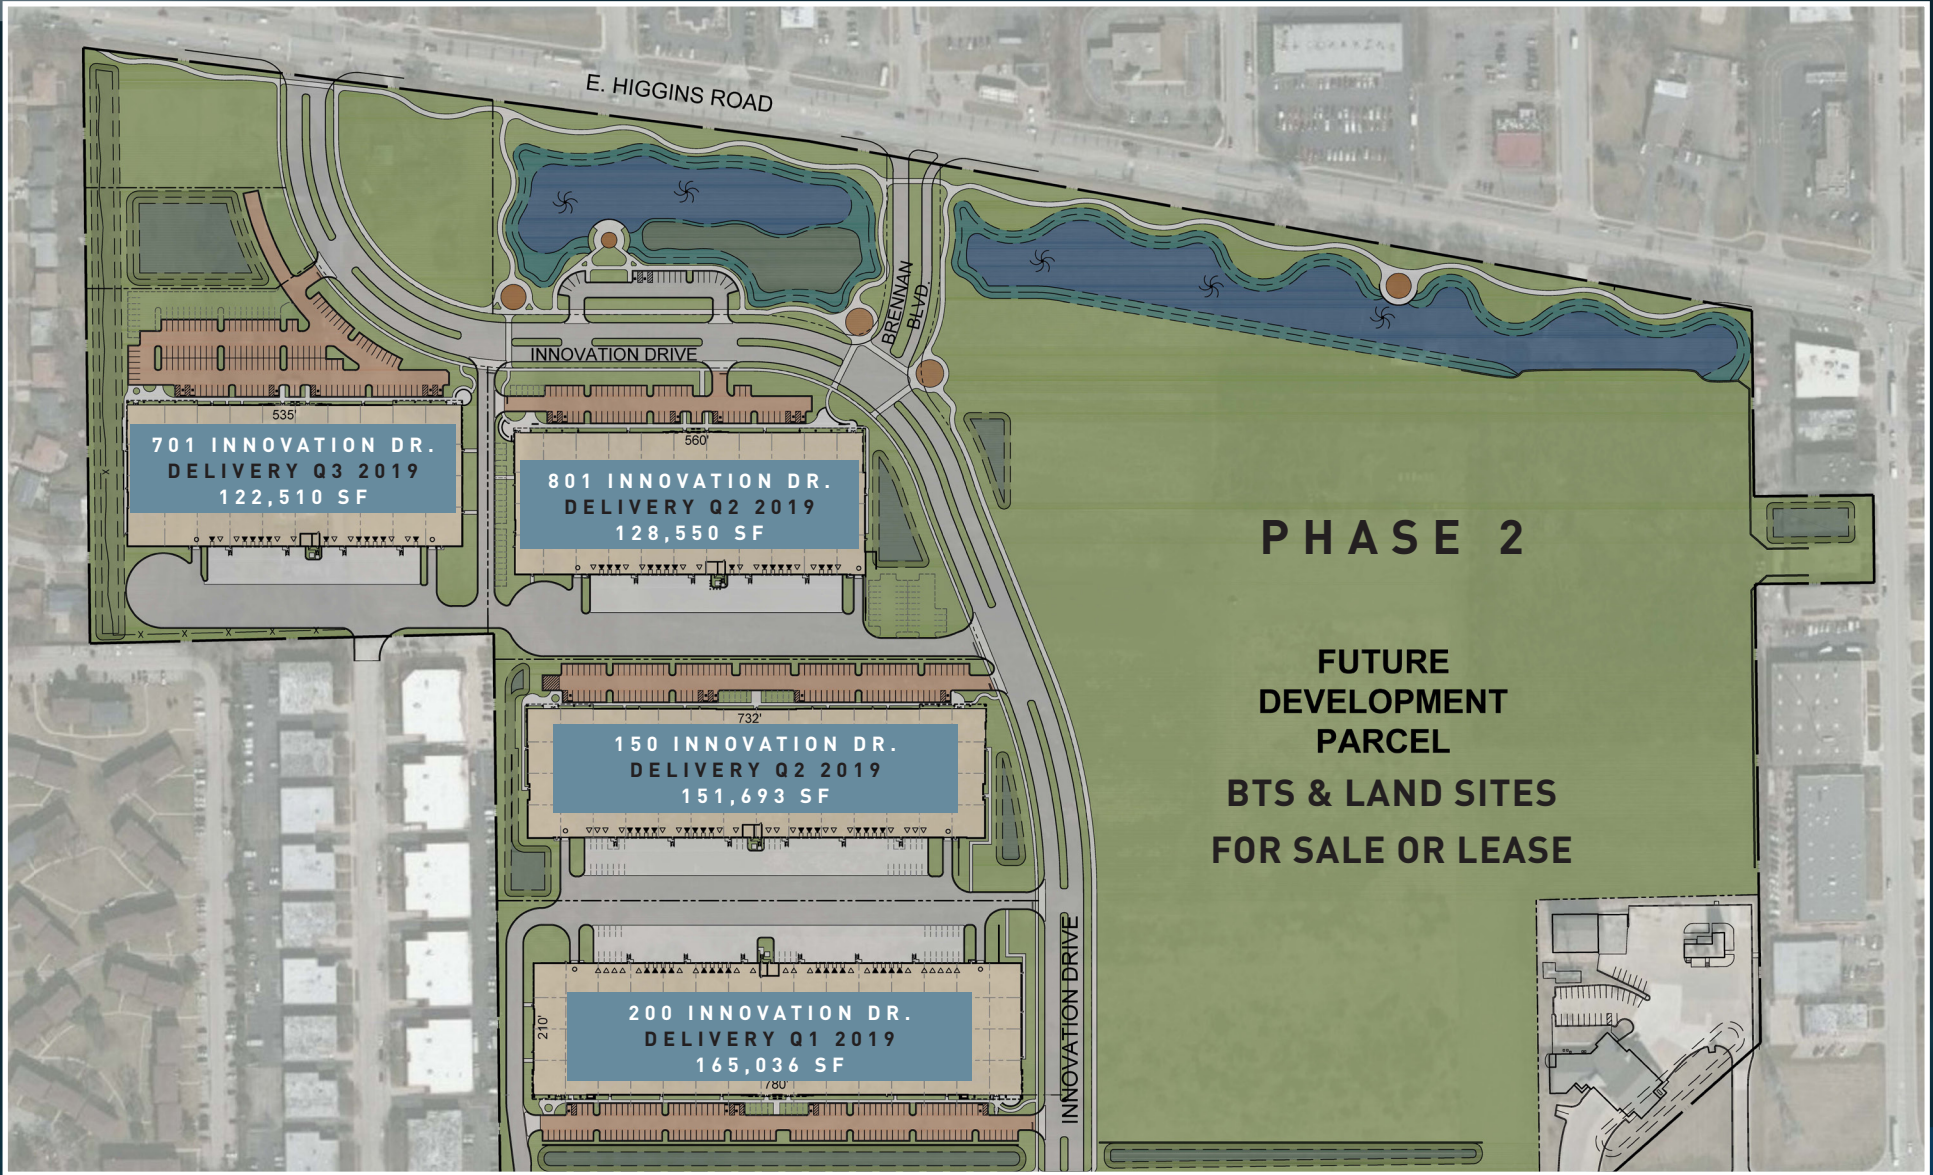 E. HIGGINS ROAD
BRENNAN
BLVD.
INNOVATION DRIVE
535'
701 INNOVATION DR.
DELIVERY Q3 2019
122,510 SF
560'
801 INNOVATION DR.
DELIVERY Q2 2019
128,550 SF
PHASE 2
FUTURE
DEVELOPMENT
PARCEL
BTS & LAND SITES
FOR SALE OR LEASE
732'
150 INNOVATION DR.
DELIVERY Q2 2019
151,693 SF
210'
200 INNOVATION DR.
DELIVERY Q1 2019
165,036 SF
780'
INNOVATION DRIVE